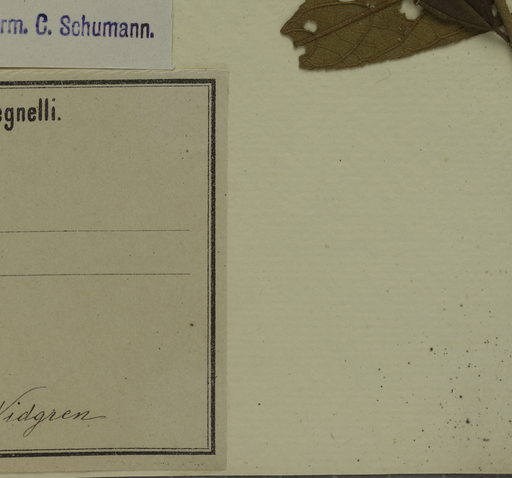 rm. C. Schumann.
egnelli.
Widgren